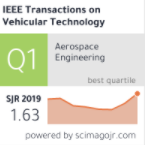 IEEE Transactions on
Vehicular Technology
Q1
Aerospace
Engineering
best quartile
SJR 2019
1.63
powered by scimagojr.com